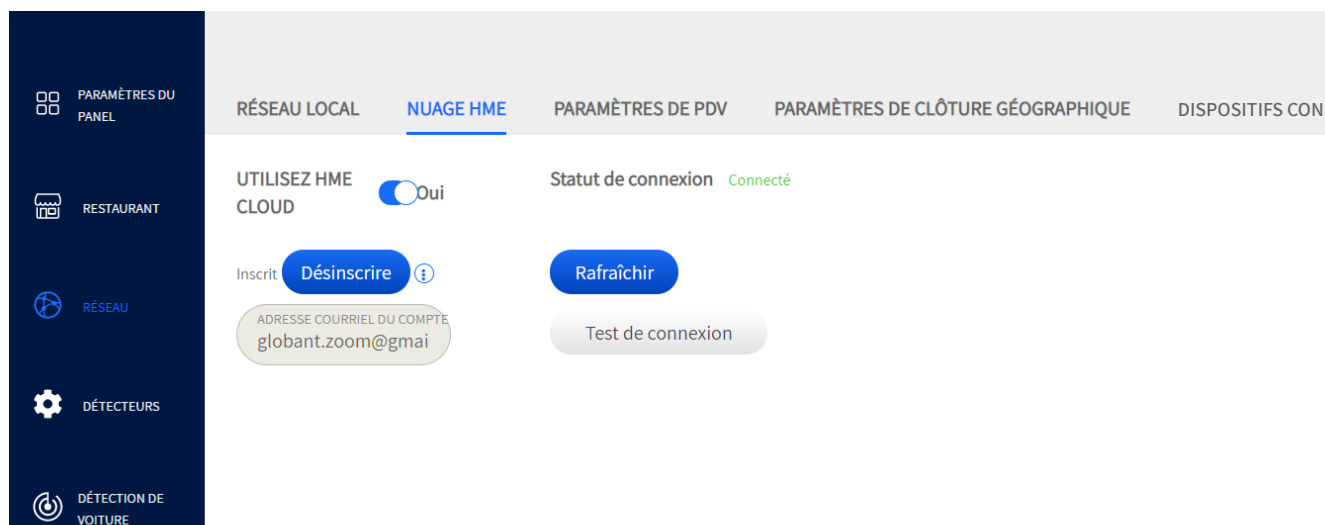 PARAMÈTRES DU
PANEL
RESTAURANT
RÉSEAU
DÉTECTEURS
DÉTECTION DE
VOITURE
RÉSEAU LOCAL
NUAGE HME
PARAMÈTRES DE PDV
PARAMÈTRES DE CLÔTURE GÉOGRAPHIQUE
DISPOSITIFS CON
UTILISEZ HME
CLOUD
Oui
Statut de connexion Connecté
Inscrit Désinscrire
Rafraîchir
ADRESSE COURRIEL DU COMPTE
globant.zoom@gmai
Test de connexion